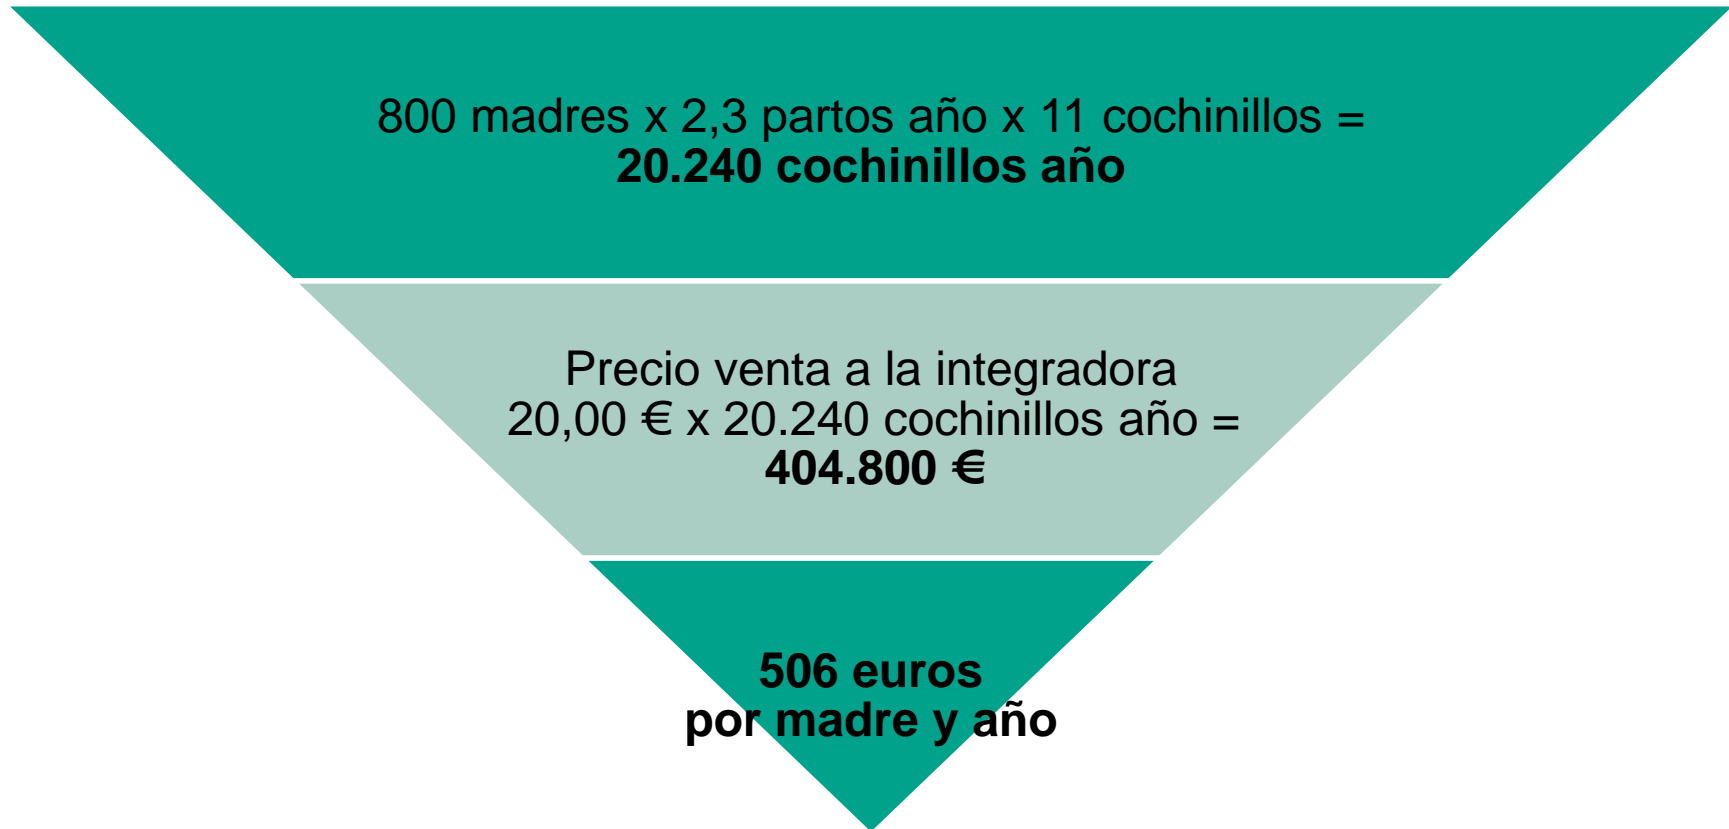 800 madres x 2,3 partos año x 11 cochinillos =
20.240 cochinillos año
Precio venta a la integradora
20,00 € x 20.240 cochinillos año =
404.800 €
506 euros
por madre y año